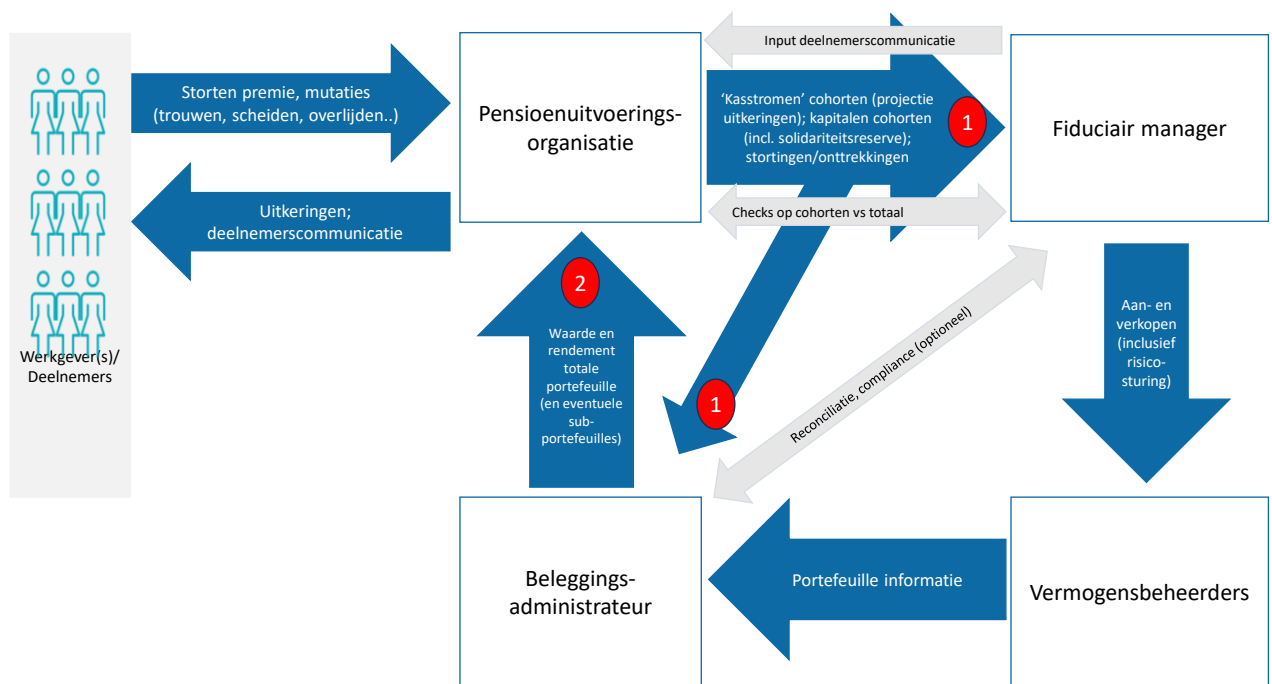 Input deelnemerscommunicatie
Storten premie, mutaties
(trouwen, scheiden, overlijden..)
Pensioenuitvoerings-
organisatie
‘Kasstromen’ cohorten (projectie
uitkeringen); kapitalen cohorten
(incl. solidariteitsreserve);
stortingen/onttrekkingen
1
Fiduciair manager
Uitkeringen;
deelnemerscommunicatie
Checks op cohorten vs totaal
2
Waarde en
rendement
totale
portefeuille
(en eventuele
sub-
portefeuilles)
1
Reconciliatie, compliance (optioneel)
Aan- en
verkopen
(inclusief
risico-
sturing)
Werkgever(s)/
Deelnemers
Beleggings-
administrateur
Portefeuille informatie
Vermogensbeheerders